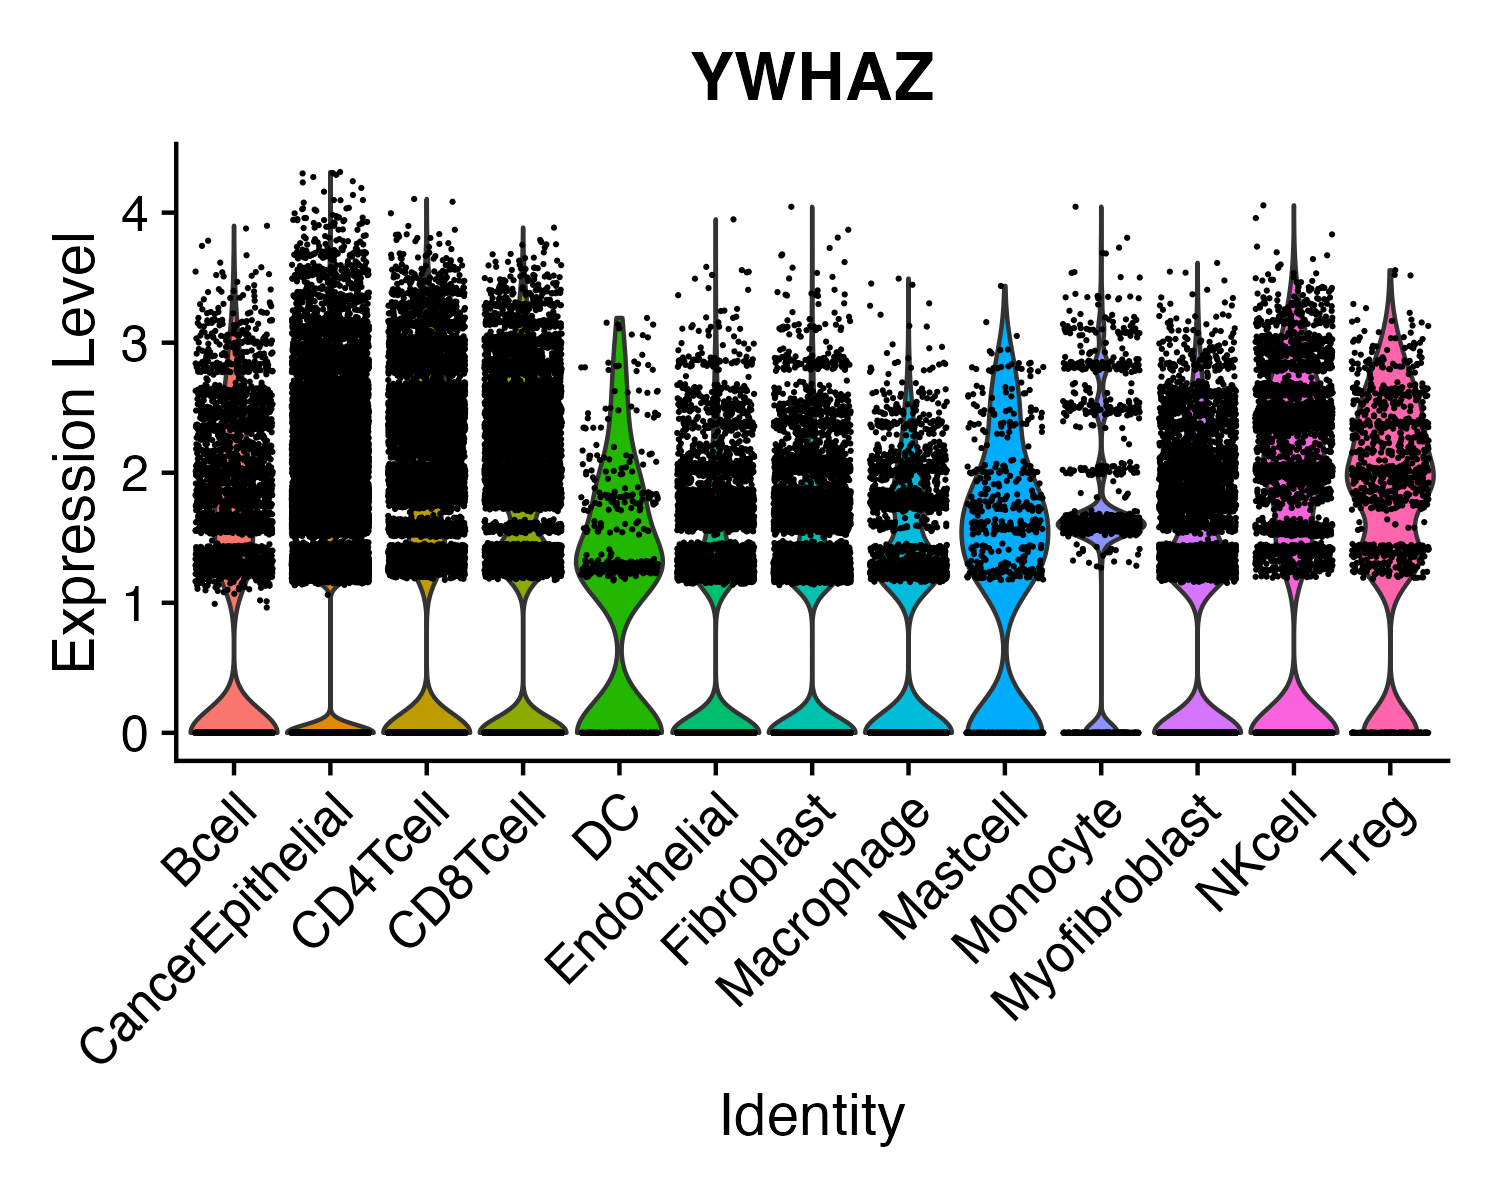 YWHAZ
Expression Level
4
3
2
1
0
Bcell
CancerEpithelial
CD4Tcell
CD8Tcell
DC
Endothelial
Fibroblast
Macrophage
Mastcell
Monocyte
Myofibroblast
NKcell
Treg
Identity